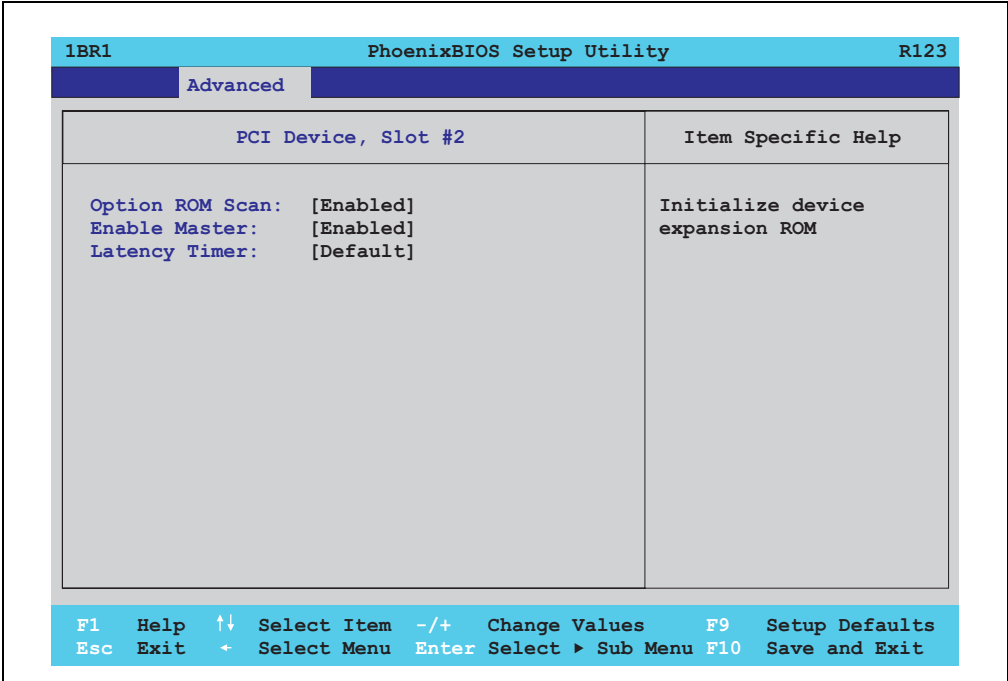 1BR1 PhoenixBIOS Setup Utility R123
Advanced
PCI Device, Slot #2
Item Specific Help
Option ROM Scan: [Enabled]
Enable Master: [Enabled]
Latency Timer: [Default]
Initialize device
expansion ROM
F1 Help ↑↓ Select Item -/+ Change Values F9 Setup Defaults
Esc Exit ← Select Menu Enter Select ▶ Sub Menu F10 Save and Exit